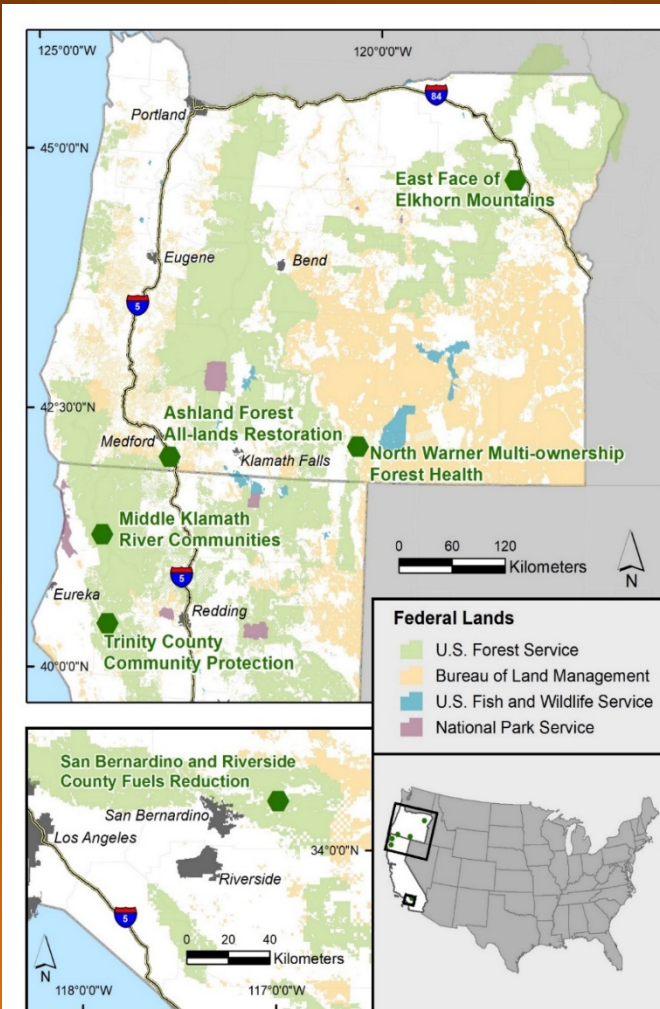 125°0'0"W
120°0'0"W
84
Portland
45°0'0"N
East Face of
Elkhorn Mountains
Eugene
Bend
5
42°30'0"N
Ashland Forest
All-lands Restoration
Medford
Klamath Falls
North Warner Multi-ownership
Forest Health
Middle Klamath
River Communities
0 60 120
Kilometers
N
5
Eureka
Redding
Trinity County
Community Protection
40°0'0"N
Federal Lands
U.S. Forest Service
Bureau of Land Management
U.S. Fish and Wildlife Service
National Park Service
San Bernardino and Riverside
County Fuels Reduction
San Bernardino
Los Angeles
34°0'0"N
Riverside
5
0 20 40
Kilometers
N
118°0'0"W
117°0'0"W